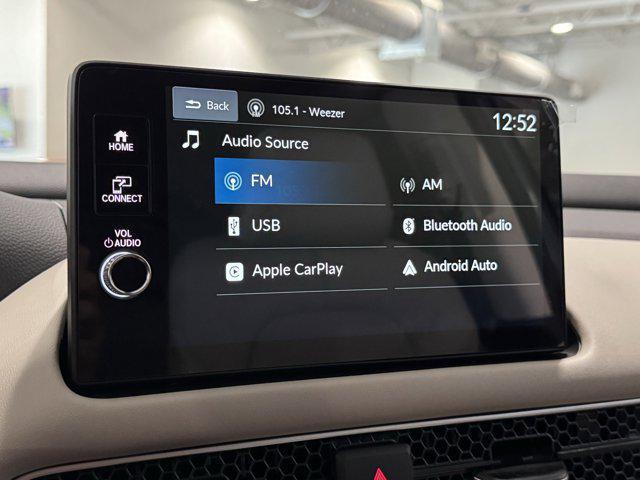 Back
105.1 - Weezer
12:52
HOME
Audio Source
FM
AM
CONNECT
USB
Bluetooth Audio
VOL
AUDIO
Apple CarPlay
Android Auto